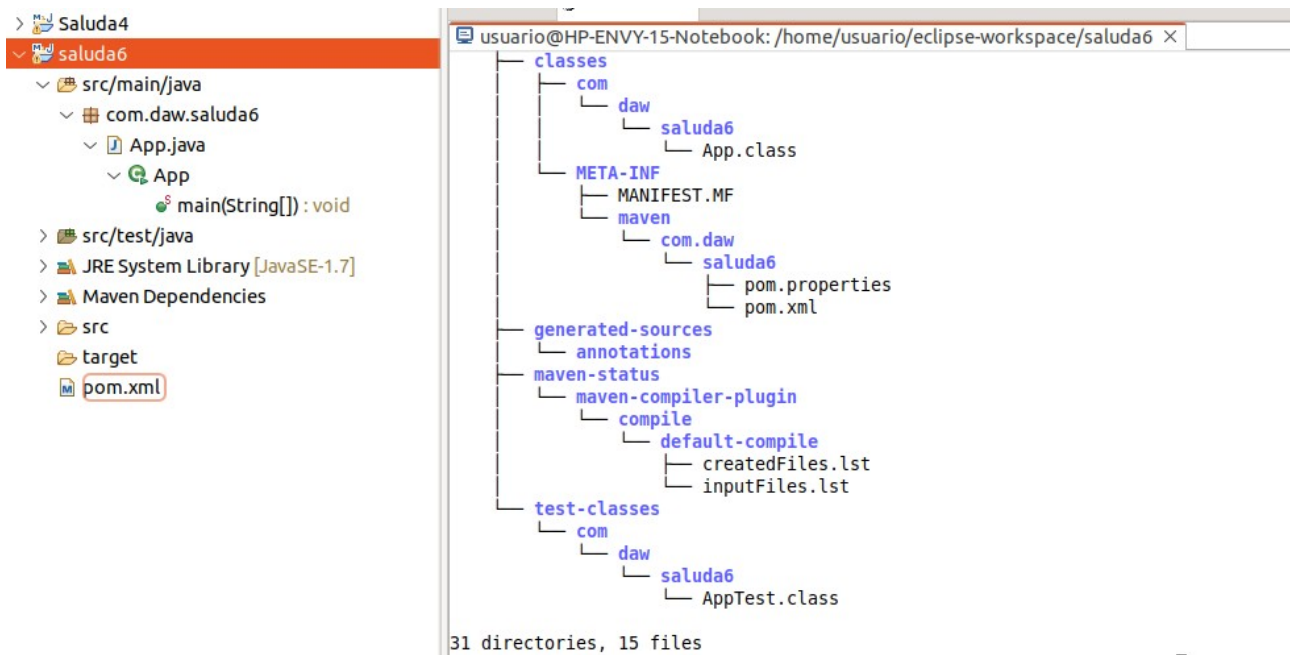 Saluda4
saluda6
src/main/java
com.daw.saluda6
App.java
App
main(String[]) : void
src/test/java
JRE System Library [JavaSE-1.7]
Maven Dependencies
src
target
pom.xml
usuario@HP-ENVY-15-Notebook: /home/usuario/eclipse-workspace/saluda6
├── classes
│   ├── com
│   │   └── daw
│   │       └── saluda6
│   │           └── App.class
│   └── META-INF
│       ├── MANIFEST.MF
│       └── maven
│           └── com.daw
│               └── saluda6
│                   ├── pom.properties
│                   └── pom.xml
├── generated-sources
│   └── annotations
├── maven-status
│   └── maven-compiler-plugin
│       └── compile
│           └── default-compile
│               ├── createdFiles.lst
│               └── inputFiles.lst
└── test-classes
    └── com
        └── daw
            └── saluda6
                └── AppTest.class
31 directories, 15 files